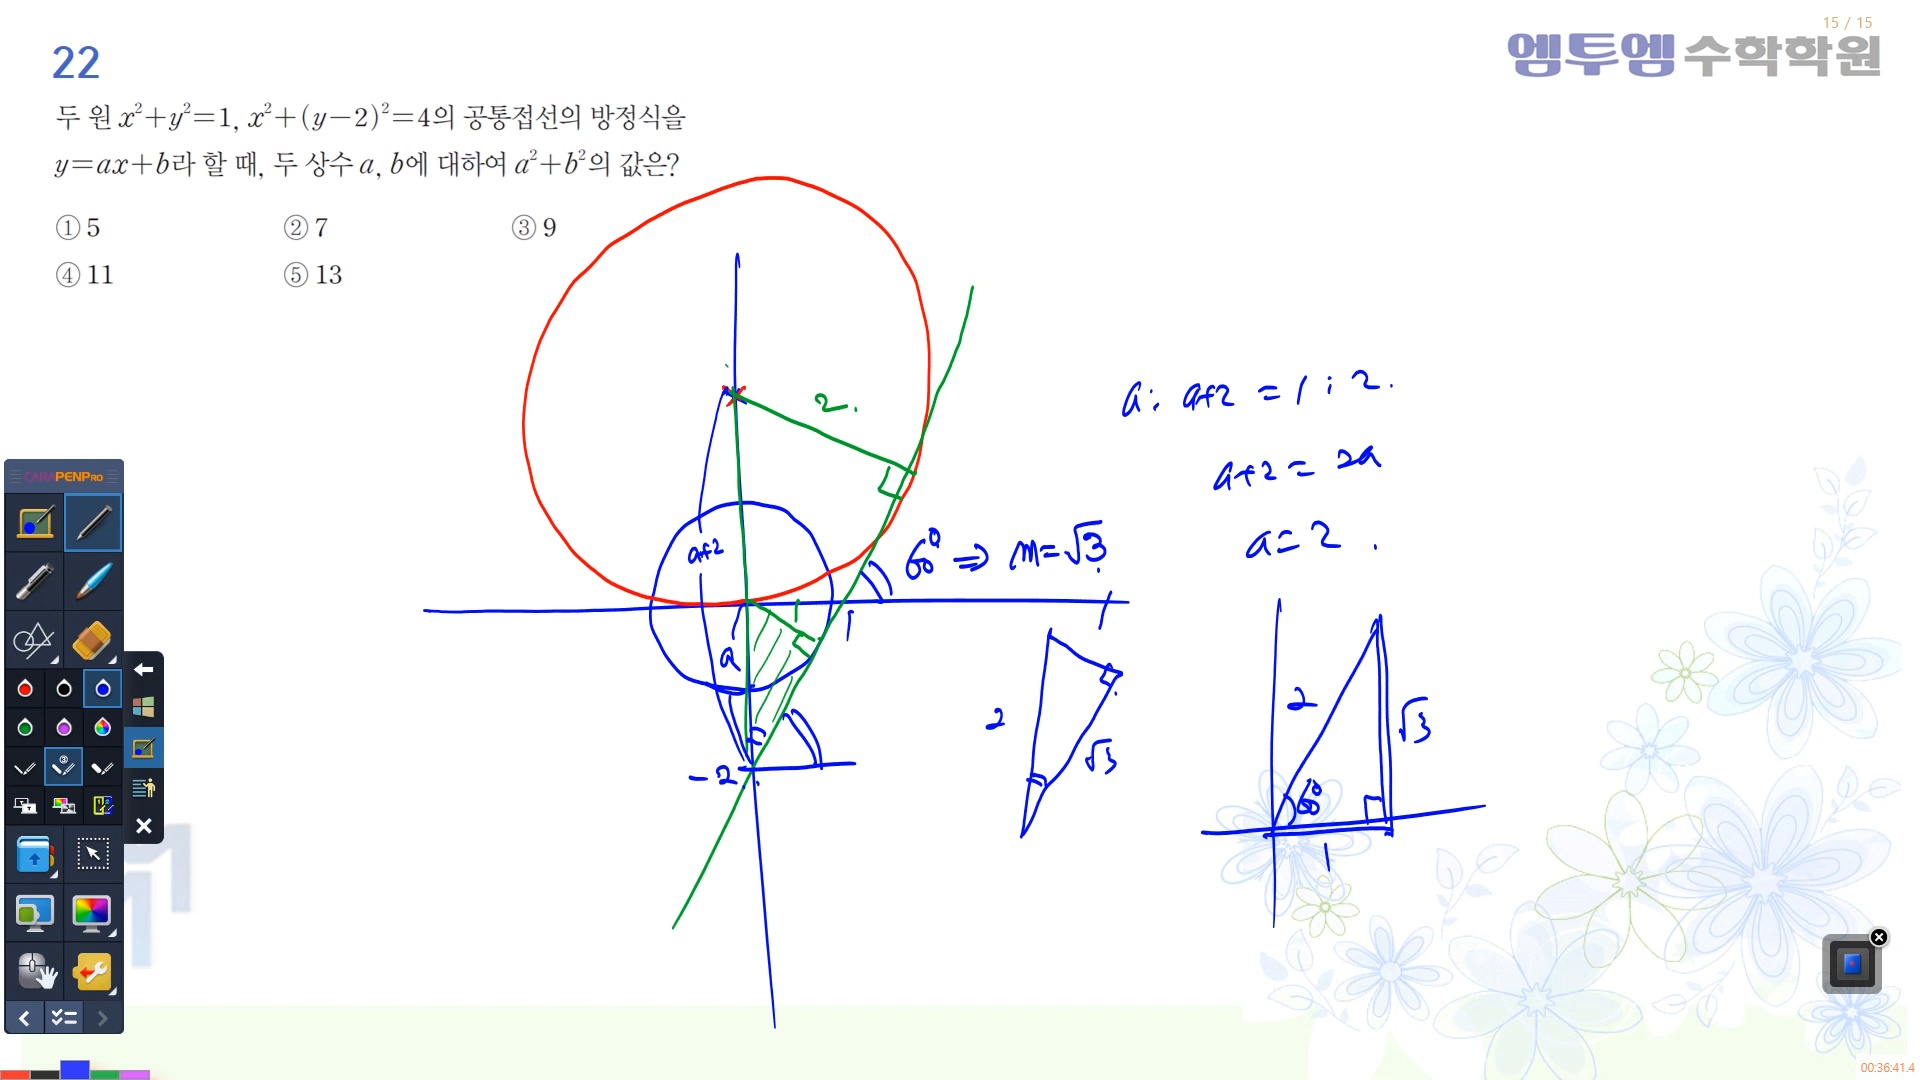 15 / 15
엠투엠 수학학원
22
두 원 x²+y²=1, x²+(y−2)²=4의 공통접선의 방정식을
y=ax+b라 할 때, 두 상수 a, b에 대하여 a²+b²의 값은?
① 5 ② 7 ③ 9
④ 11 ⑤ 13
2.
a : a+2 = 1 : 2.
a+2 = 2a
a = 2.
a+2
60° ⇒ m=√3
1
1
a
-2
1
2
√3
2
√3
60°
1
CARAPENPRO
00:36:41.4